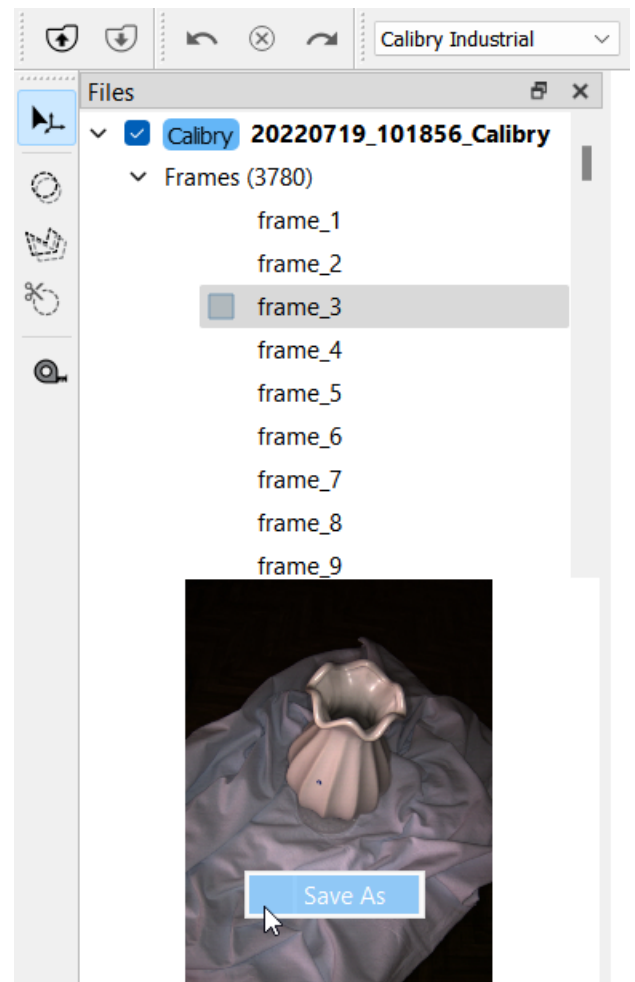 Calibry Industrial
Files
Calibry 20220719_101856_Calibry
Frames (3780)
frame_1
frame_2
frame_3
frame_4
frame_5
frame_6
frame_7
frame_8
frame_9
Save As